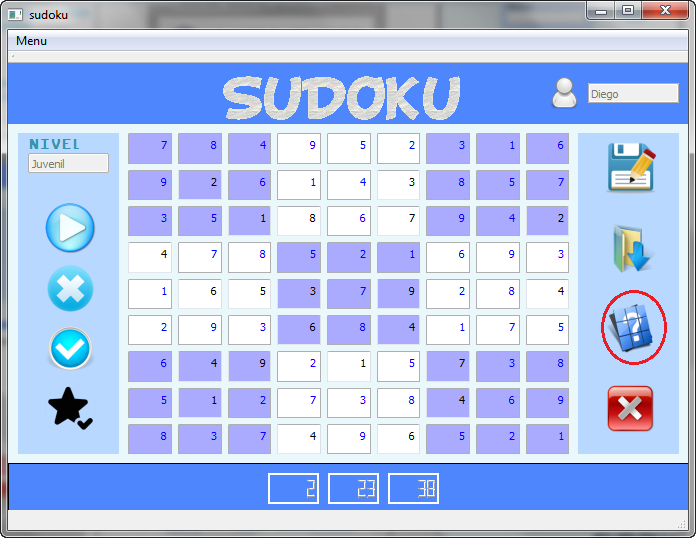 sudoku
Menu
SUDOKU
Diego
NIVEL
Juvenil
7 8 4 9 5 2 3 1 6
9 2 6 1 4 3 8 5 7
3 5 1 8 6 7 9 4 2
4 7 8 5 2 1 6 9 3
1 6 5 3 7 9 2 8 4
2 9 3 6 8 4 1 7 5
6 4 9 2 1 5 7 3 8
5 1 2 7 3 8 4 6 9
8 3 7 4 9 6 5 2 1
?
2 23 38